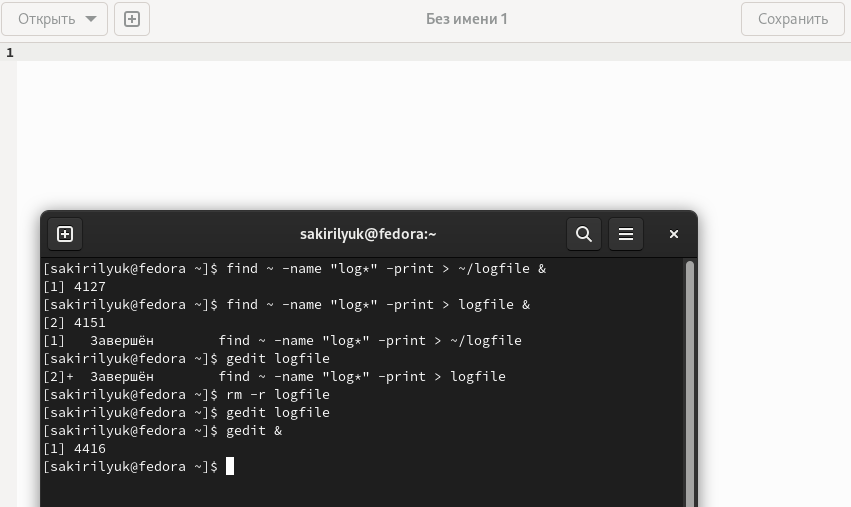 Открыть
Без имени 1
Сохранить
1
sakirilyuk@fedora:~
[sakirilyuk@fedora ~]$ find ~ -name "log*" -print > ~/logfile &
[1] 4127
[sakirilyuk@fedora ~]$ find ~ -name "log*" -print > logfile &
[2] 4151
[1]   Завершён        find ~ -name "log*" -print > ~/logfile
[sakirilyuk@fedora ~]$ gedit logfile
[2]+  Завершён        find ~ -name "log*" -print > logfile
[sakirilyuk@fedora ~]$ rm -r logfile
[sakirilyuk@fedora ~]$ gedit logfile
[sakirilyuk@fedora ~]$ gedit &
[1] 4416
[sakirilyuk@fedora ~]$